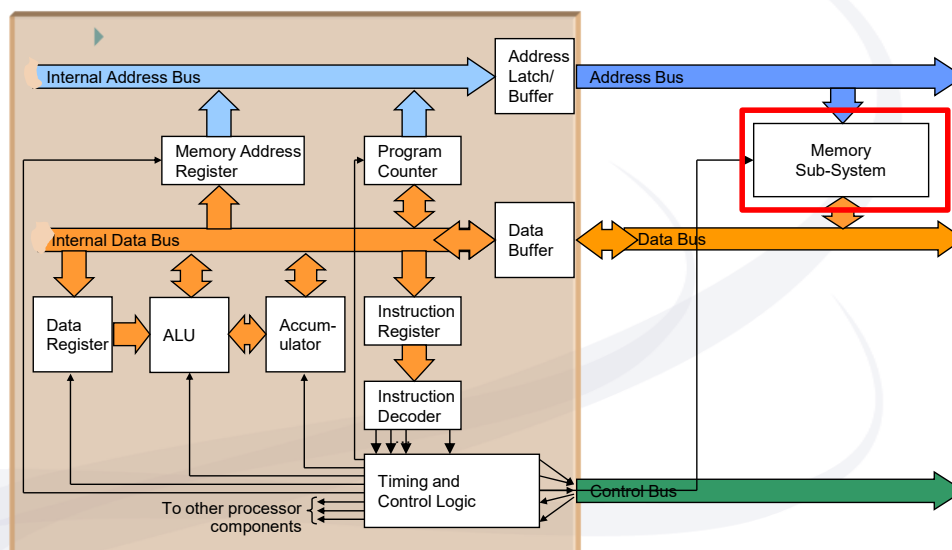 Internal Address Bus
Address
Latch/
Buffer
Address Bus
Memory Address
Register
Program
Counter
Memory
Sub-System
Internal Data Bus
Data
Buffer
Data Bus
Data
Register
ALU
Accum-
ulator
Instruction
Register
Instruction
Decoder
Timing and
Control Logic
Control Bus
To other processor
components